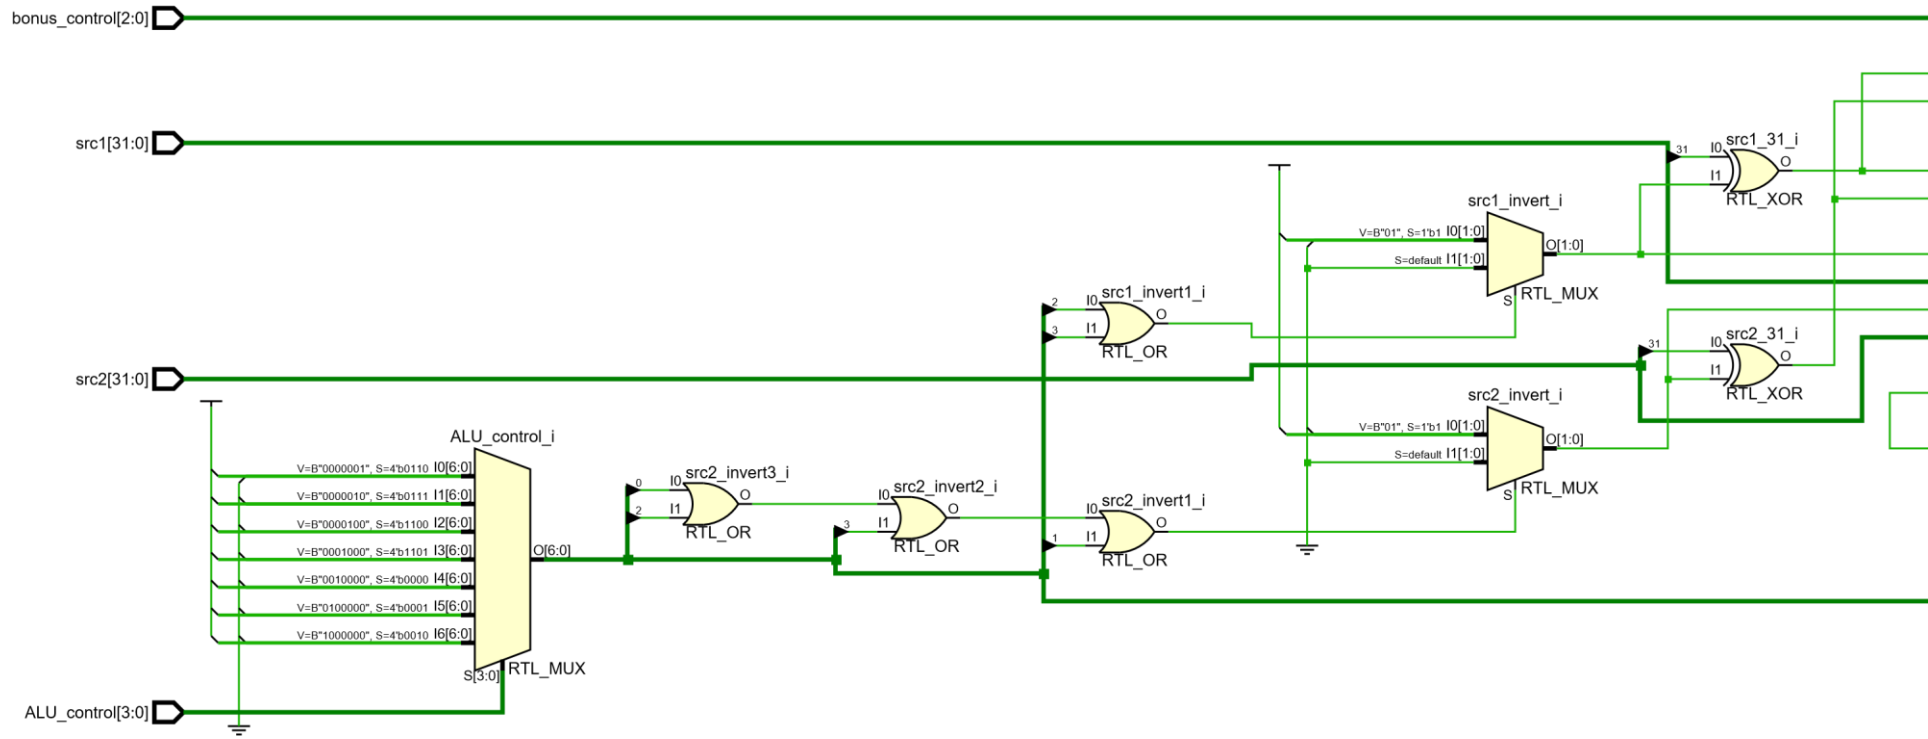 bonus_control[2:0]
src1[31:0]
31 I0 src1_31_i O
I1
RTL_XOR
src1_invert_i
V=B"01", S=1'b1 I0[1:0]
S=default I1[1:0]
O[1:0]
S RTL_MUX
src1_invert1_i
2 I0
3 I1
O
RTL_OR
src2_31_i
31 I0
I1
O
RTL_XOR
src2[31:0]
src2_invert_i
V=B"01", S=1'b1 I0[1:0]
S=default I1[1:0]
O[1:0]
S RTL_MUX
ALU_control_i
V=B"0000001", S=4'b0110 I0[6:0]
V=B"0000010", S=4'b0111 I1[6:0]
V=B"0000100", S=4'b1100 I2[6:0]
V=B"0001000", S=4'b1101 I3[6:0]
V=B"0010000", S=4'b0000 I4[6:0]
V=B"0100000", S=4'b0001 I5[6:0]
V=B"1000000", S=4'b0010 I6[6:0]
O[6:0]
S[3:0] RTL_MUX
src2_invert3_i
0 I0
2 I1
O
RTL_OR
src2_invert2_i
I0
3 I1
O
RTL_OR
src2_invert1_i
I0
1 I1
O
RTL_OR
ALU_control[3:0]